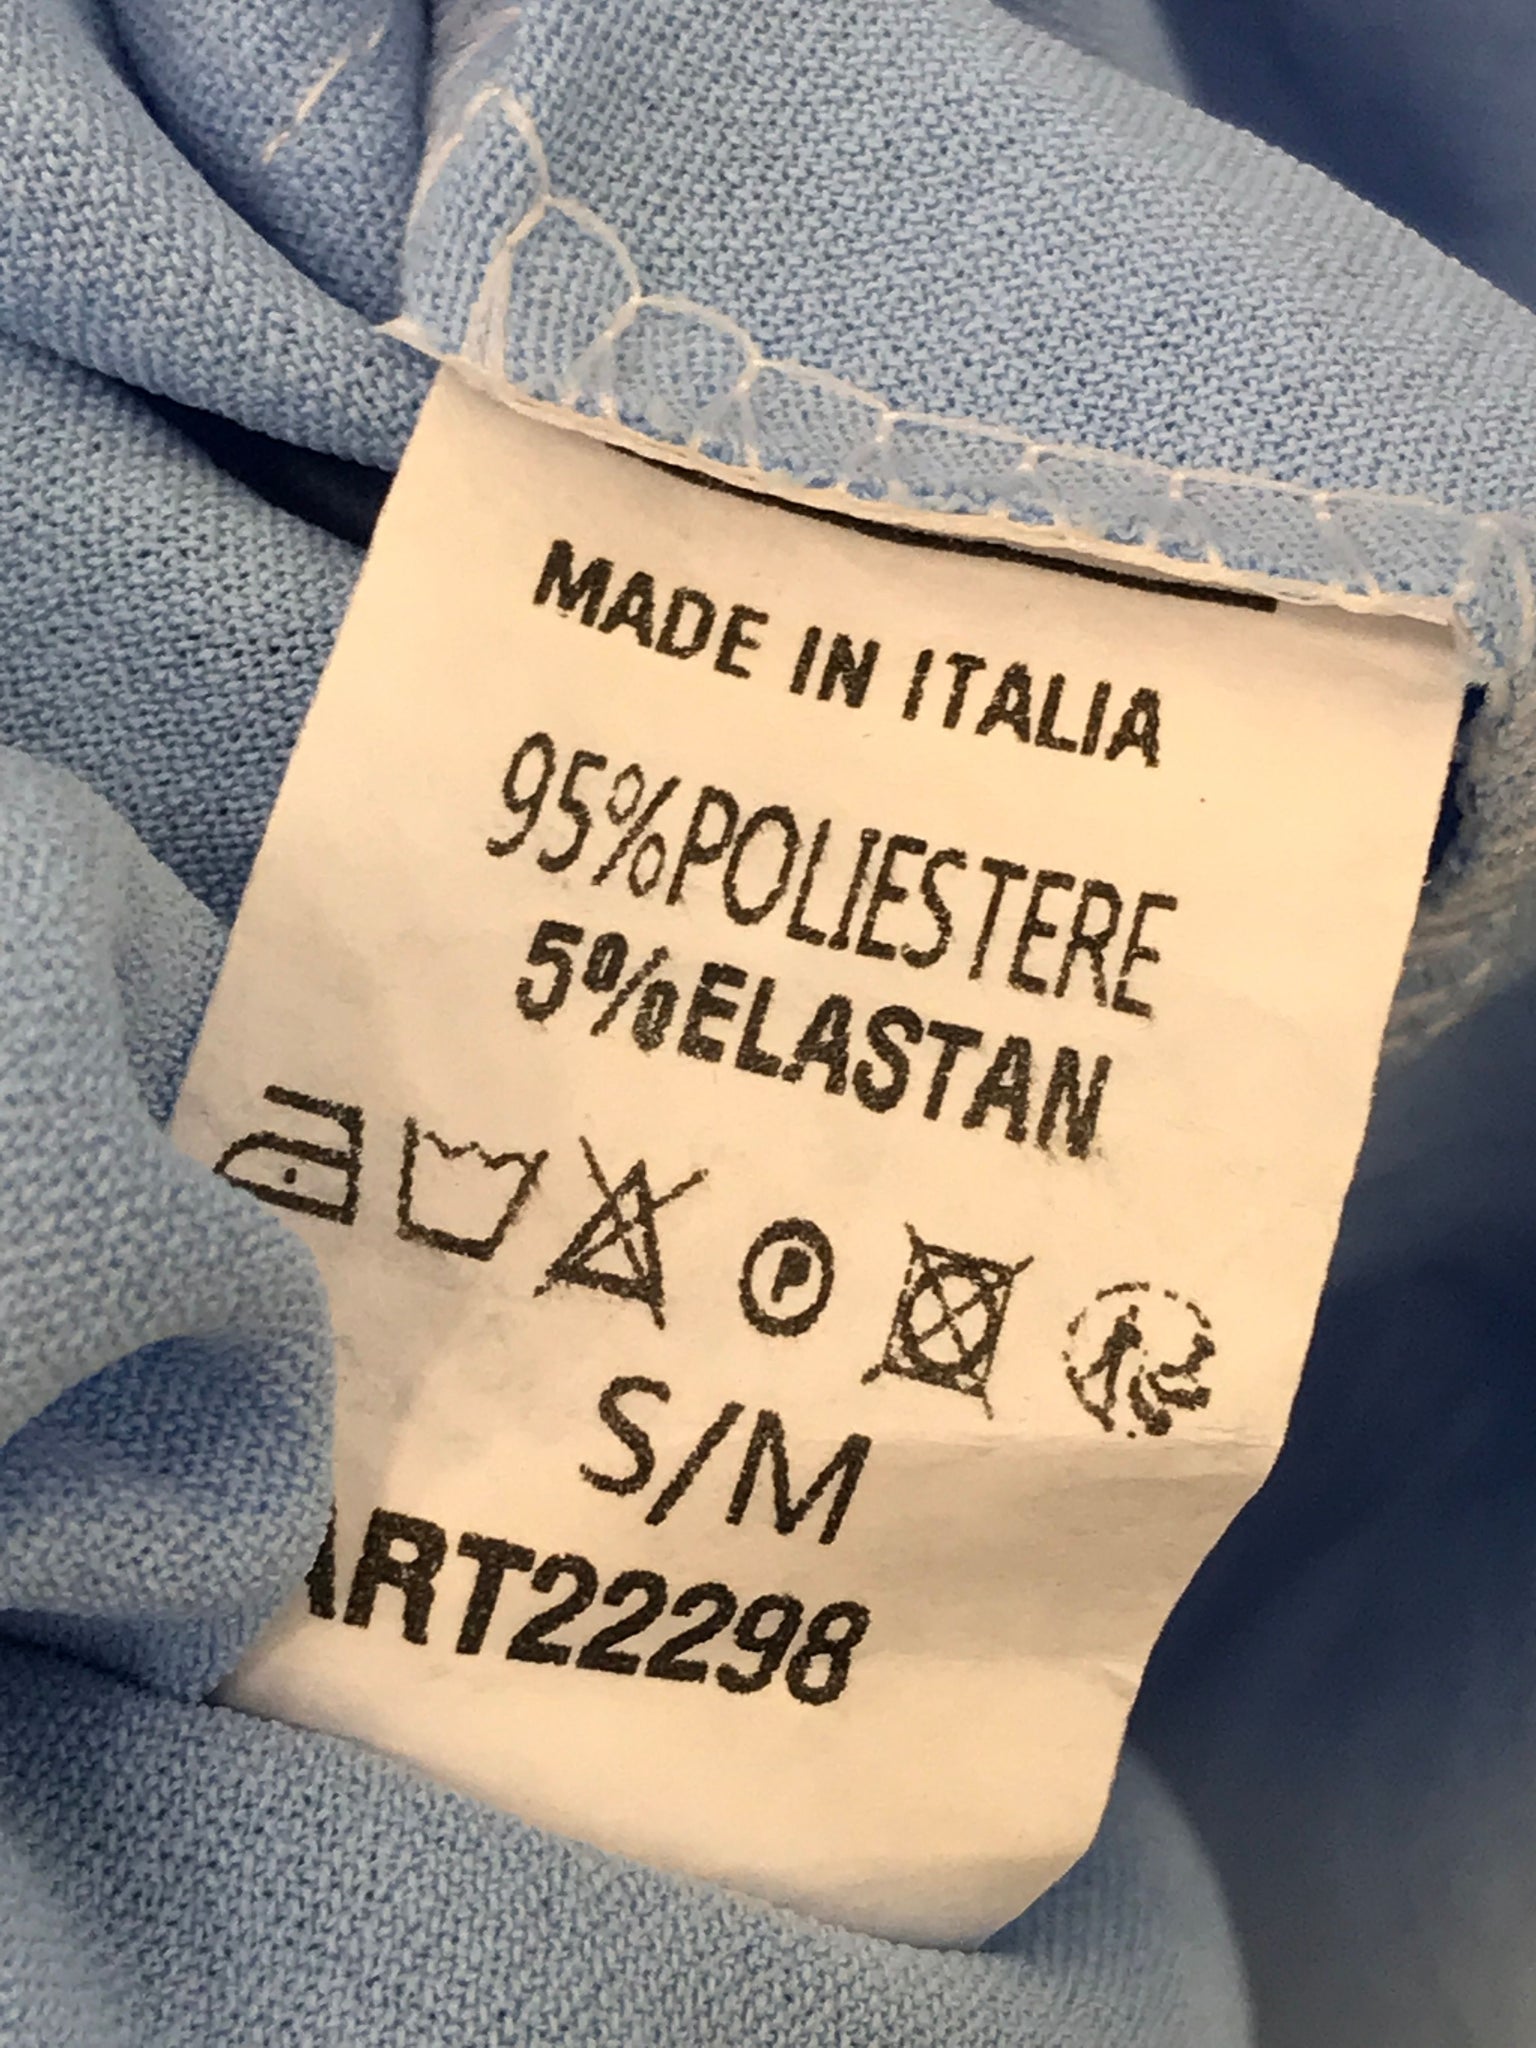 MADE IN ITALIA
95%POLIESTERE
5%ELASTAN
P
S/M
ART22298